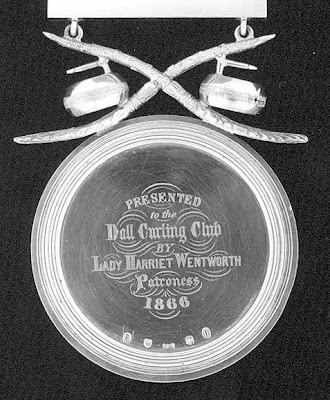 PRESENTED
to the
Dall Curling Club
BY
LADY HARRIET WENTWORTH
Patroness
1866